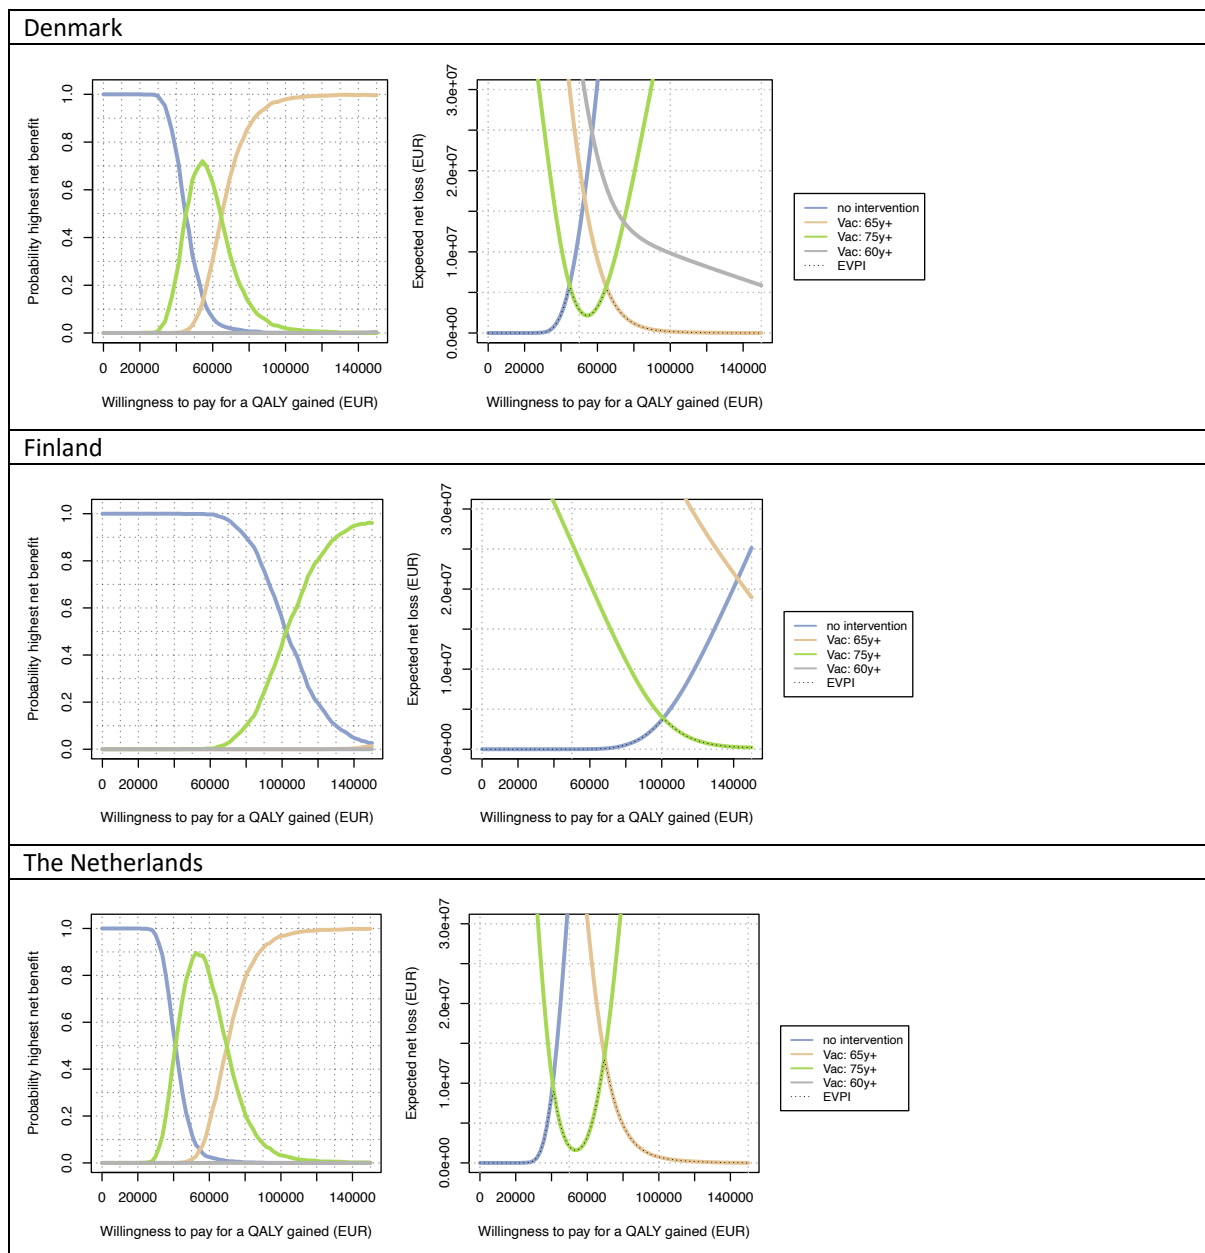 Denmark
Probability highest net benefit
0.0 0.2 0.4 0.6 0.8 1.0
0 20000 60000 100000 140000
Willingness to pay for a QALY gained (EUR)
Expected net loss (EUR)
0.0e+00 1.0e+07 2.0e+07 3.0e+07
0 20000 60000 100000 140000
Willingness to pay for a QALY gained (EUR)
no intervention
Vac: 65y+
Vac: 75y+
Vac: 60y+
EVPI
Finland
Probability highest net benefit
0.0 0.2 0.4 0.6 0.8 1.0
0 20000 60000 100000 140000
Willingness to pay for a QALY gained (EUR)
Expected net loss (EUR)
0.0e+00 1.0e+07 2.0e+07 3.0e+07
0 20000 60000 100000 140000
Willingness to pay for a QALY gained (EUR)
no intervention
Vac: 65y+
Vac: 75y+
Vac: 60y+
EVPI
The Netherlands
Probability highest net benefit
0.0 0.2 0.4 0.6 0.8 1.0
0 20000 60000 100000 140000
Willingness to pay for a QALY gained (EUR)
Expected net loss (EUR)
0.0e+00 1.0e+07 2.0e+07 3.0e+07
0 20000 60000 100000 140000
Willingness to pay for a QALY gained (EUR)
no intervention
Vac: 65y+
Vac: 75y+
Vac: 60y+
EVPI